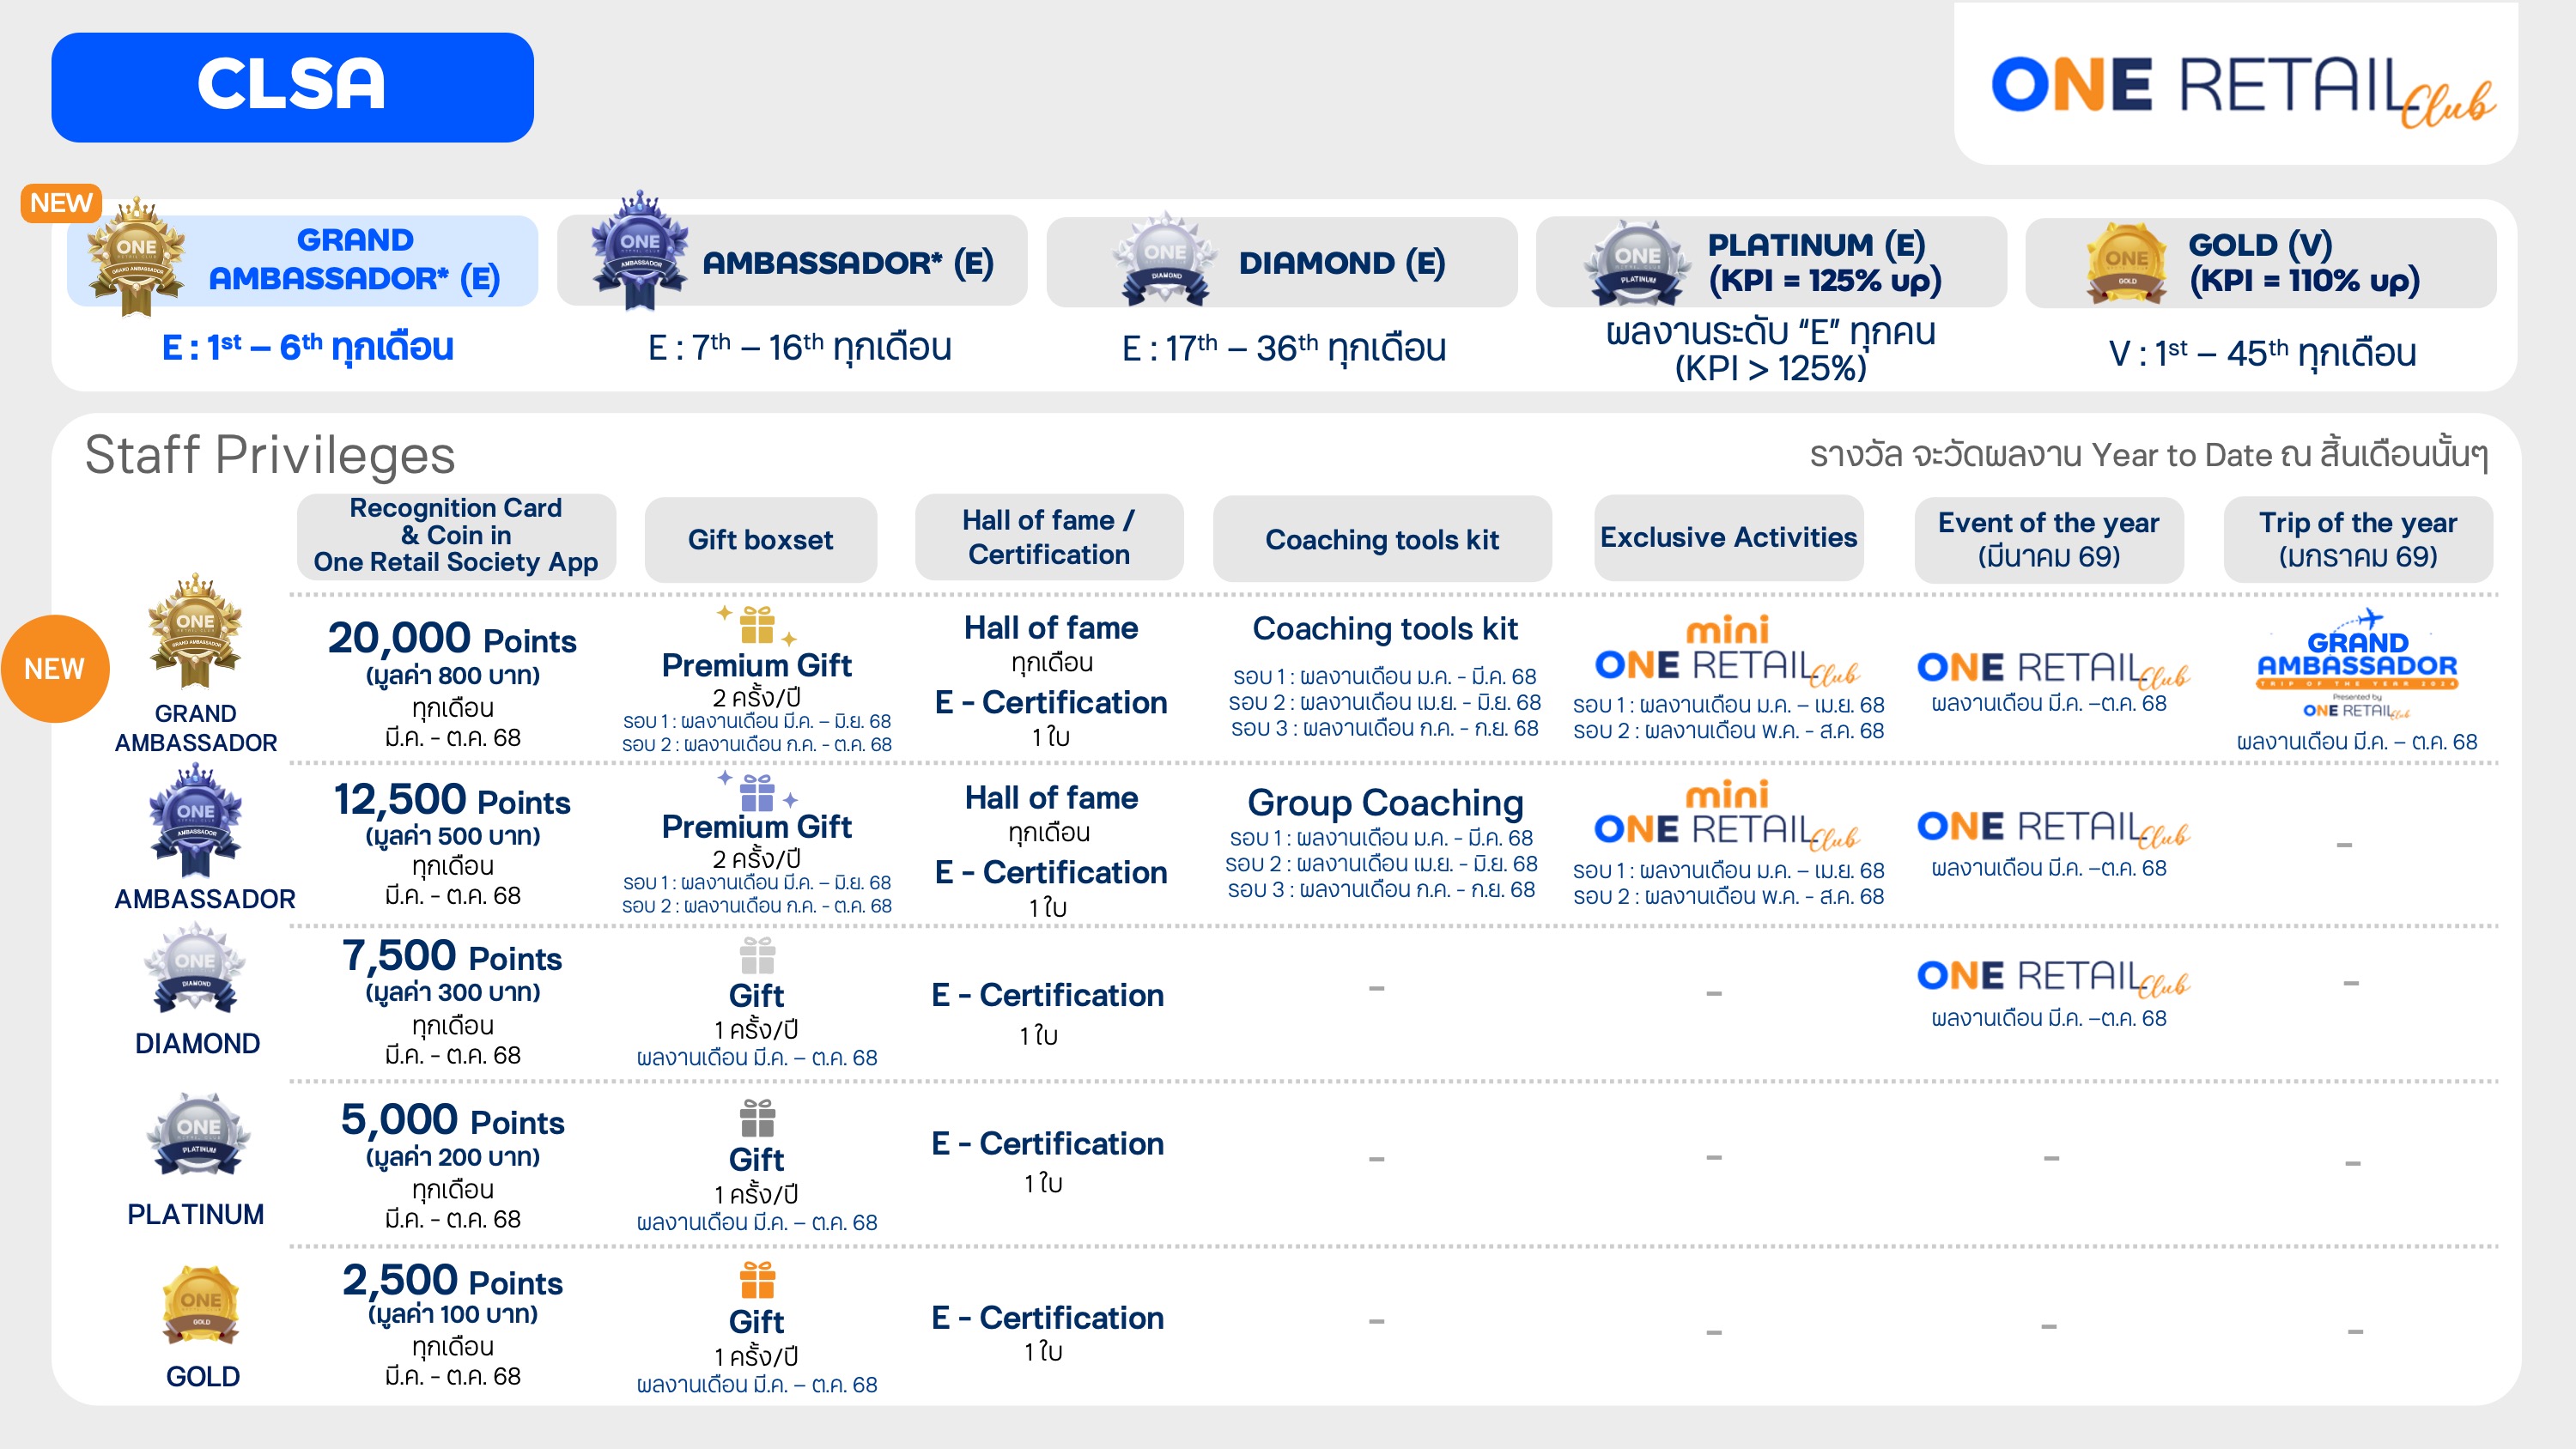 CLSA
ONE RETAIL Club
NEW
GRAND
AMBASSADOR* (E)
E : 1st – 6th ทุกเดือน
AMBASSADOR* (E)
E : 7th – 16th ทุกเดือน
DIAMOND (E)
E : 17th – 36th ทุกเดือน
PLATINUM (E)
(KPI = 125% up)
ผลงานระดับ “E” ทุกคน
(KPI > 125%)
GOLD (V)
(KPI = 110% up)
V : 1st – 45th ทุกเดือน
Staff Privileges
รางวัล จะวัดผลงาน Year to Date ณ สิ้นเดือนนั้นๆ
Recognition Card
& Coin in
One Retail Society App
Gift boxset
Hall of fame /
Certification
Coaching tools kit
Exclusive Activities
Event of the year
(มีนาคม 69)
Trip of the year
(มกราคม 69)
NEW
ONE
GRAND AMBASSADOR
GRAND
AMBASSADOR
20,000 Points
(มูลค่า 800 บาท)
ทุกเดือน
มี.ค. - ต.ค. 68
Premium Gift
2 ครั้ง/ปี
รอบ 1 : ผลงานเดือน มี.ค. – มิ.ย. 68
รอบ 2 : ผลงานเดือน ก.ค. - ต.ค. 68
Hall of fame
ทุกเดือน
E - Certification
1 ใบ
Coaching tools kit
รอบ 1 : ผลงานเดือน ม.ค. - มี.ค. 68
รอบ 2 : ผลงานเดือน เม.ย. - มิ.ย. 68
รอบ 3 : ผลงานเดือน ก.ค. - ก.ย. 68
mini
ONE RETAIL Club
รอบ 1 : ผลงานเดือน ม.ค. – เม.ย. 68
รอบ 2 : ผลงานเดือน พ.ค. - ส.ค. 68
ONE RETAIL Club
ผลงานเดือน มี.ค. –ต.ค. 68
GRAND
AMBASSADOR
TRIP OF THE YEAR 2024
Presented by
ONE RETAIL Club
ผลงานเดือน มี.ค. – ต.ค. 68
ONE
AMBASSADOR
AMBASSADOR
12,500 Points
(มูลค่า 500 บาท)
ทุกเดือน
มี.ค. - ต.ค. 68
Premium Gift
2 ครั้ง/ปี
รอบ 1 : ผลงานเดือน มี.ค. – มิ.ย. 68
รอบ 2 : ผลงานเดือน ก.ค. - ต.ค. 68
Hall of fame
ทุกเดือน
E - Certification
1 ใบ
Group Coaching
รอบ 1 : ผลงานเดือน ม.ค. - มี.ค. 68
รอบ 2 : ผลงานเดือน เม.ย. - มิ.ย. 68
รอบ 3 : ผลงานเดือน ก.ค. - ก.ย. 68
mini
ONE RETAIL Club
รอบ 1 : ผลงานเดือน ม.ค. – เม.ย. 68
รอบ 2 : ผลงานเดือน พ.ค. - ส.ค. 68
ONE RETAIL Club
ผลงานเดือน มี.ค. –ต.ค. 68
-
ONE
DIAMOND
DIAMOND
7,500 Points
(มูลค่า 300 บาท)
ทุกเดือน
มี.ค. - ต.ค. 68
Gift
1 ครั้ง/ปี
ผลงานเดือน มี.ค. – ต.ค. 68
E - Certification
1 ใบ
-
-
ONE RETAIL Club
ผลงานเดือน มี.ค. –ต.ค. 68
-
ONE
PLATINUM
PLATINUM
5,000 Points
(มูลค่า 200 บาท)
ทุกเดือน
มี.ค. - ต.ค. 68
Gift
1 ครั้ง/ปี
ผลงานเดือน มี.ค. – ต.ค. 68
E - Certification
1 ใบ
-
-
-
-
ONE
GOLD
GOLD
2,500 Points
(มูลค่า 100 บาท)
ทุกเดือน
มี.ค. - ต.ค. 68
Gift
1 ครั้ง/ปี
ผลงานเดือน มี.ค. – ต.ค. 68
E - Certification
1 ใบ
-
-
-
-